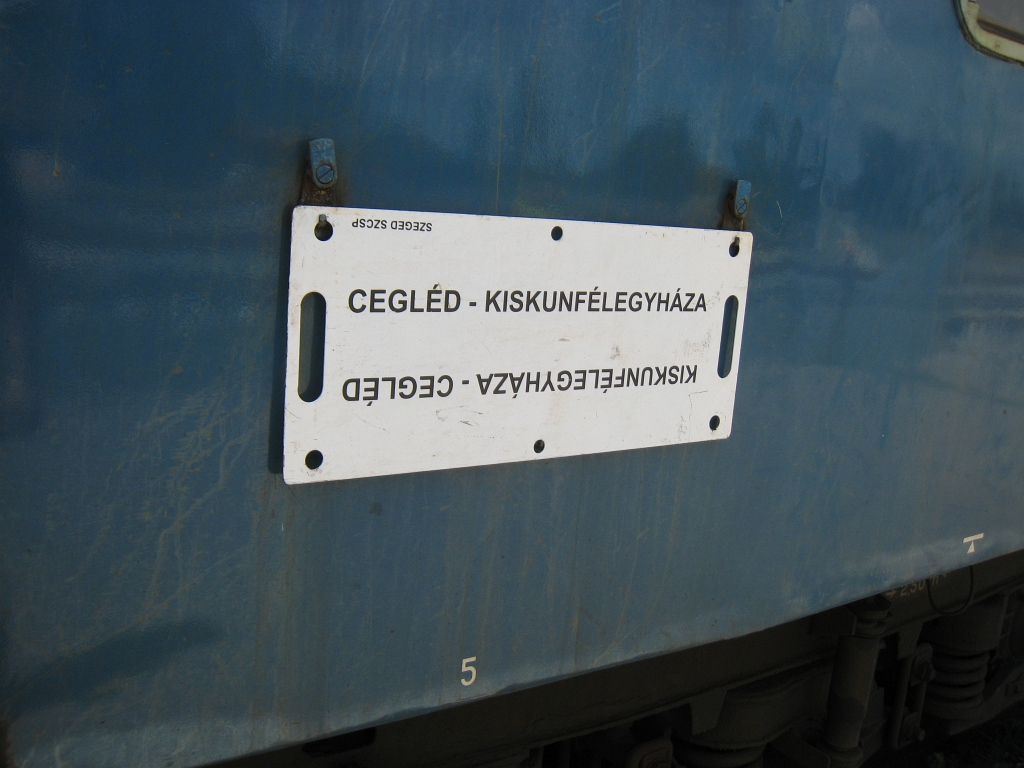 SZEGED SZCSP
CEGLÉD - KISKUNFÉLEGYHÁZA
KISKUNFÉLEGYHÁZA - CEGLÉD
5